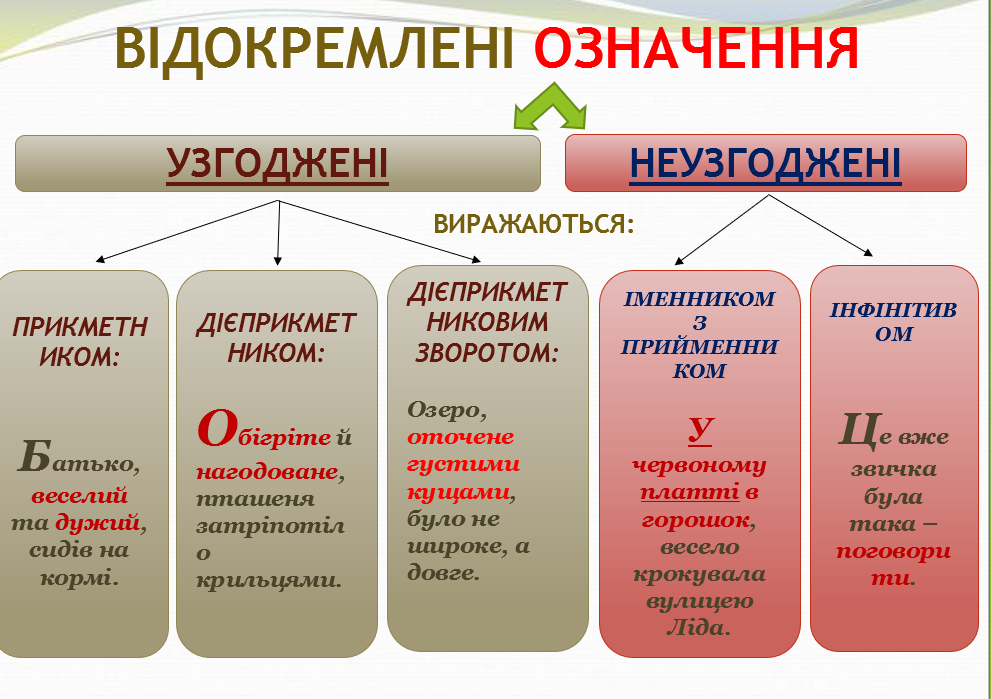 ВІДОКРЕМЛЕНІ ОЗНАЧЕННЯ
УЗГОДЖЕНІ
НЕУЗГОДЖЕНІ
ВИРАЖАЮТЬСЯ:
ПРИКМЕТН
ИКОМ:
Батько,
веселий
та дужий,
сидів на
кормі.
ДІЄПРИКМЕТ
НИКОМ:
Обігріте й
нагодоване,
пташеня
затріпотіл
о
крильцями.
ДІЄПРИКМЕТ
НИКОВИМ
ЗВОРОТОМ:
Озеро,
оточене
густими
кущами,
було не
широке, а
довге.
ІМЕННИКОМ
З
ПРИЙМЕННИ
КОМ
У
червоному
платті в
горошок,
весело
крокувала
вулицею
Ліда.
ІНФІНІТИВ
ОМ
Це вже
звичка
була
така –
поговори
ти.